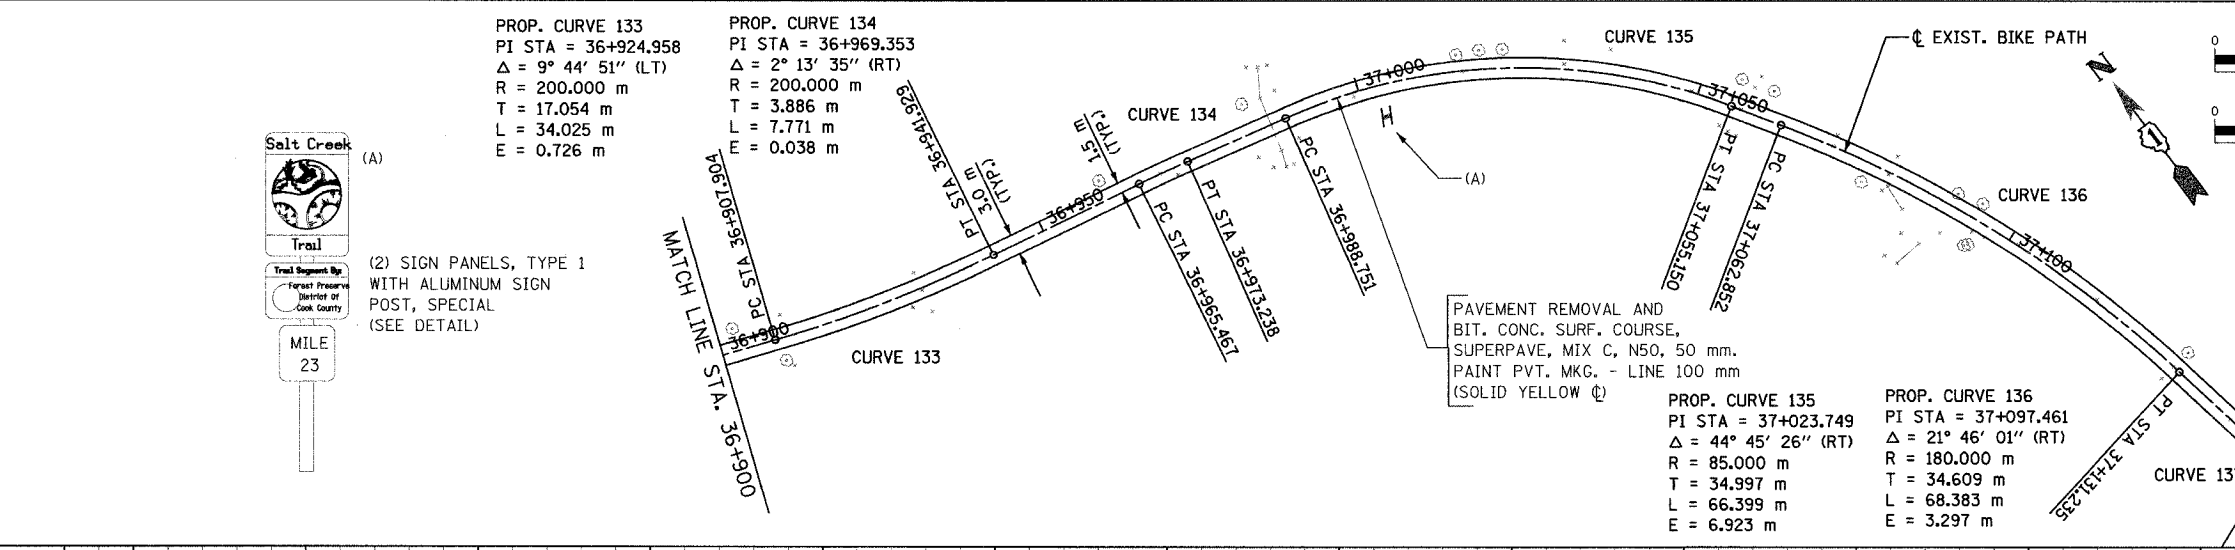 PROP. CURVE 133
PI STA = 36+924.958
Δ = 9° 44' 51" (LT)
R = 200.000 m
T = 17.054 m
L = 34.025 m
E = 0.726 m
PROP. CURVE 134
PI STA = 36+969.353
Δ = 2° 13' 35" (RT)
R = 200.000 m
T = 3.886 m
L = 7.771 m
E = 0.038 m
Salt Creek
Trail
(A)
Trail Segment By:
Forest Preserve
District Of
Cook County
MILE
23
(2) SIGN PANELS, TYPE 1
WITH ALUMINUM SIGN
POST, SPECIAL
(SEE DETAIL)
MATCH LINE STA. 36+900
36+900
PC STA 36+907.904
CURVE 133
PT STA 36+941.929
3.0 m
(TYP.)
36+950
1.5 m
(TYP.)
CURVE 134
PC STA 36+965.467
PT STA 36+973.238
PC STA 36+988.751
37+000
H
(A)
CURVE 135
37+050
PT STA 37+055.150
PC STA 37+062.852
℄ EXIST. BIKE PATH
CURVE 136
37+100
PT STA 37+131.235
N
1
0
0
PAVEMENT REMOVAL AND
BIT. CONC. SURF. COURSE,
SUPERPAVE, MIX C, N50, 50 mm.
PAINT PVT. MKG. - LINE 100 mm
(SOLID YELLOW ℄)
PROP. CURVE 135
PI STA = 37+023.749
Δ = 44° 45' 26" (RT)
R = 85.000 m
T = 34.997 m
L = 66.399 m
E = 6.923 m
PROP. CURVE 136
PI STA = 37+097.461
Δ = 21° 46' 01" (RT)
R = 180.000 m
T = 34.609 m
L = 68.383 m
E = 3.297 m
CURVE 13